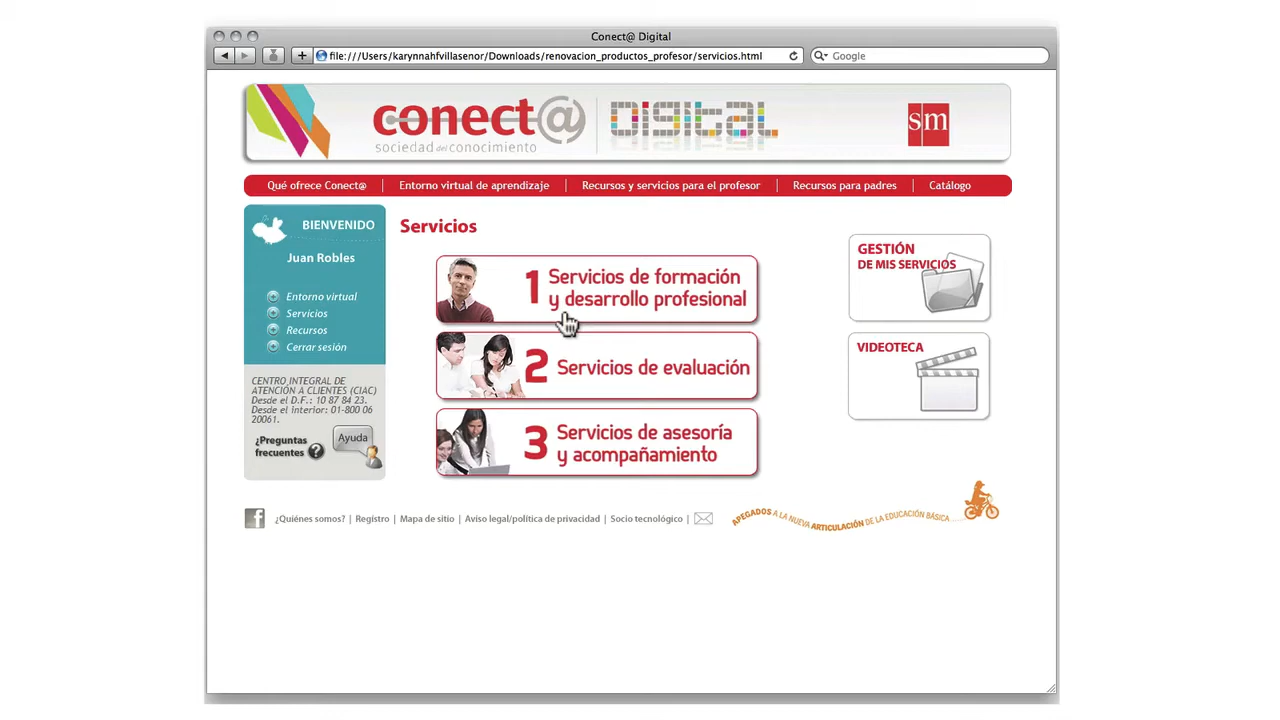 Conect@ Digital
file:///Users/karynnahfvillasenor/Downloads/renovacion_productos_profesor/servicios.html
Google
conect@ DIGITAL
sociedad del conocimiento
sm
Qué ofrece Conect@
Entorno virtual de aprendizaje
Recursos y servicios para el profesor
Recursos para padres
Catálogo
BIENVENIDO
Juan Robles
Entorno virtual
Servicios
Recursos
Cerrar sesión
CENTRO INTEGRAL DE
ATENCIÓN A CLIENTES (CIAC)
Desde el D.F.: 10 87 84 23.
Desde el interior: 01-800 06
20061.
¿Preguntas
frecuentes ?
Ayuda
Servicios
1 Servicios de formación
y desarrollo profesional
2 Servicios de evaluación
3 Servicios de asesoría
y acompañamiento
GESTIÓN
DE MIS SERVICIOS
VIDEOTECA
f
¿Quiénes somos? | Registro | Mapa de sitio | Aviso legal/política de privacidad | Socio tecnológico |
APEGADOS A LA NUEVA ARTICULACIÓN DE LA EDUCACIÓN BÁSICA